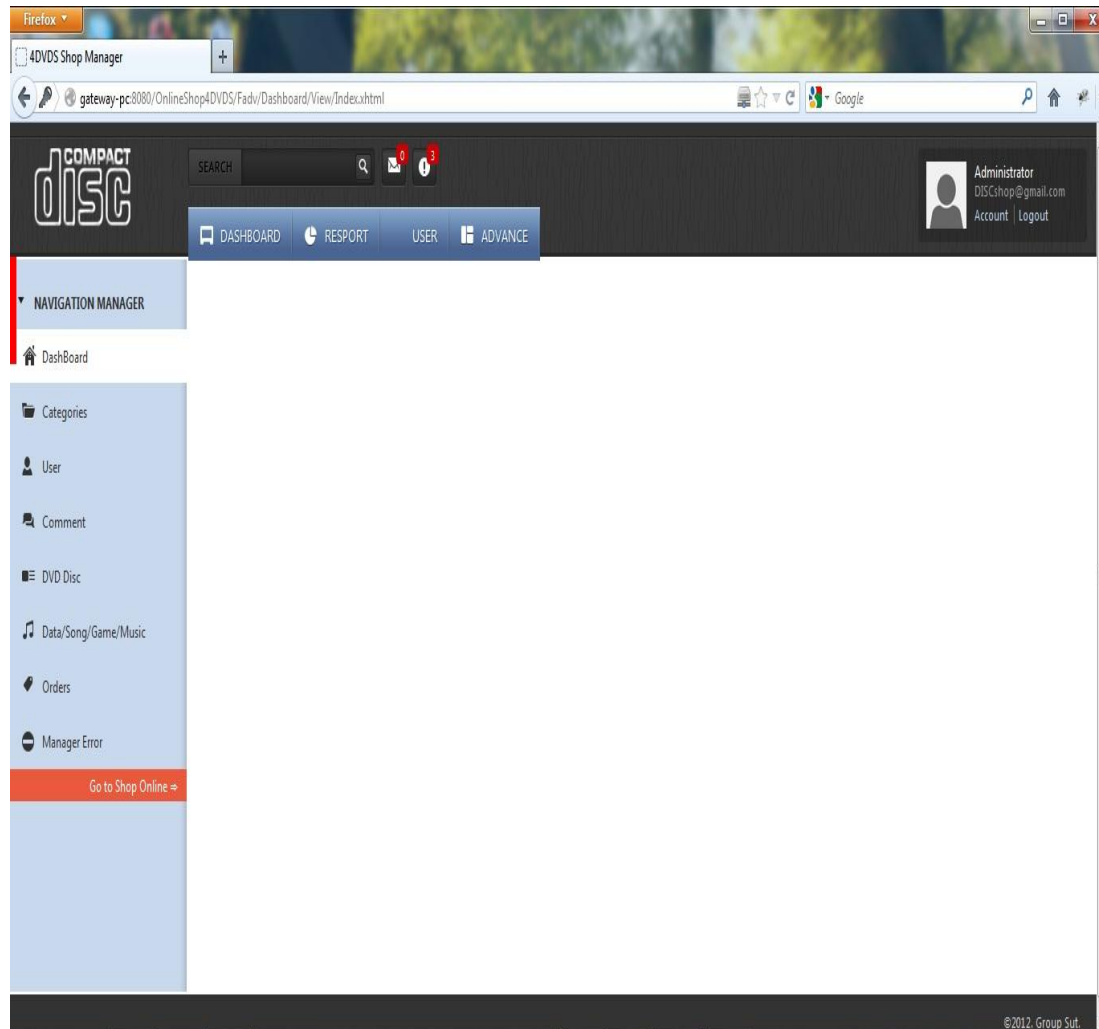 Firefox
4DVDS Shop Manager
gateway-pc:8080/OnlineShop4DVDS/Fadv/Dashboard/View/Index.xhtml
Google
COMPACT
disc
SEARCH
0
3
Administrator
DISCshop@gmail.com
Account | Logout
DASHBOARD RESPORT USER ADVANCE
NAVIGATION MANAGER
DashBoard
Categories
User
Comment
DVD Disc
Data/Song/Game/Music
Orders
Manager Error
Go to Shop Online ⇒
©2012. Group Sut.